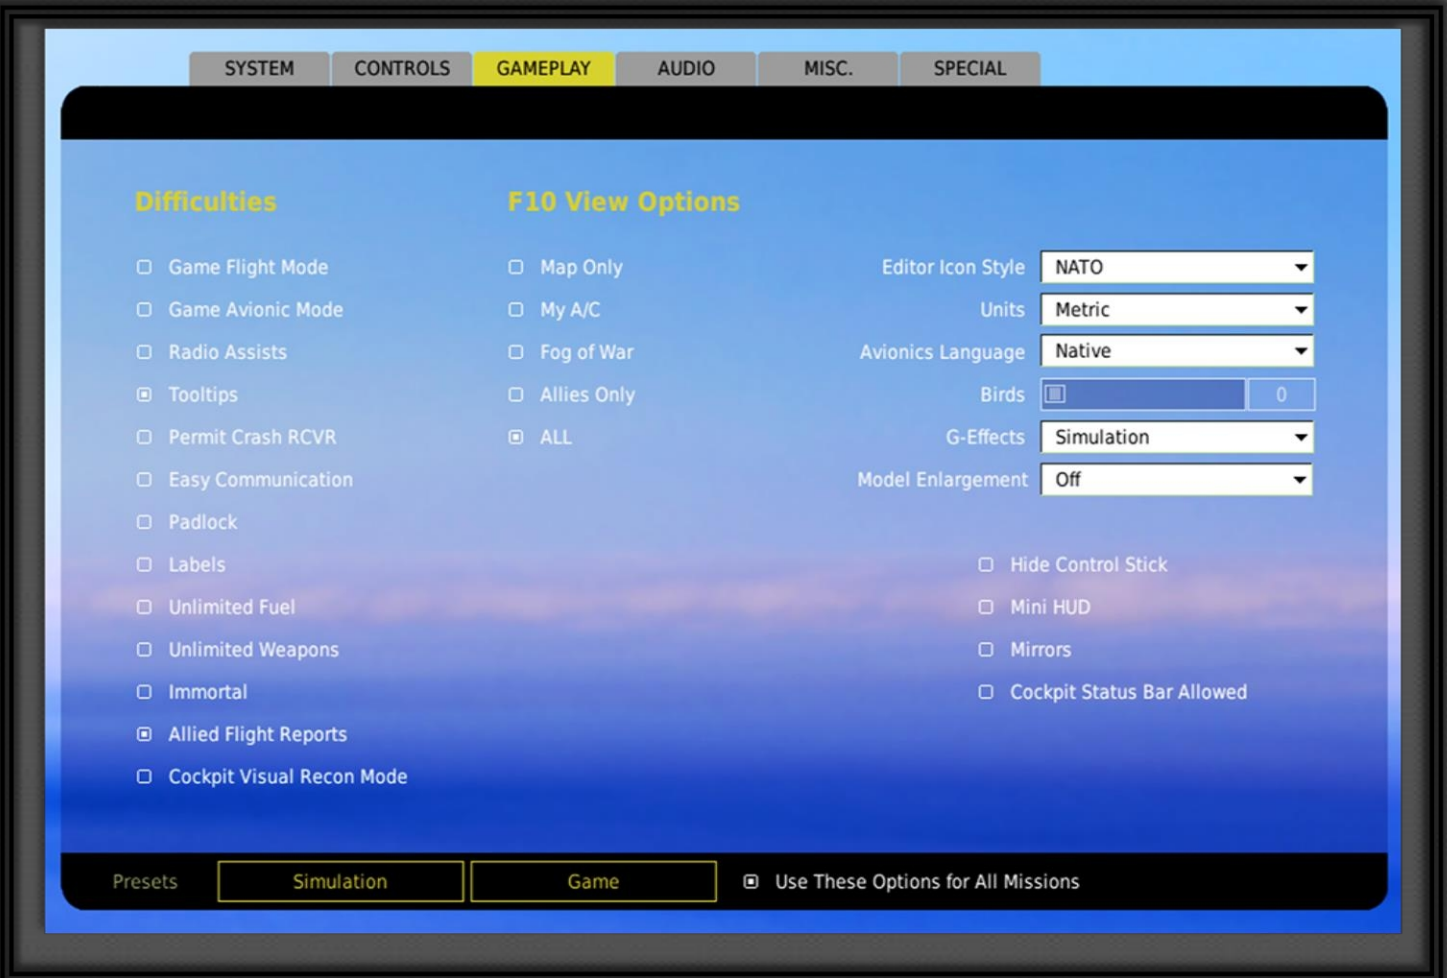 SYSTEM CONTROLS GAMEPLAY AUDIO MISC. SPECIAL
Difficulties
Game Flight Mode
Game Avionic Mode
Radio Assists
Tooltips
Permit Crash RCVR
Easy Communication
Padlock
Labels
Unlimited Fuel
Unlimited Weapons
Immortal
Allied Flight Reports
Cockpit Visual Recon Mode
F10 View Options
Map Only
My A/C
Fog of War
Allies Only
ALL
Editor Icon Style NATO
Units Metric
Avionics Language Native
Birds 0
G-Effects Simulation
Model Enlargement Off
Hide Control Stick
Mini HUD
Mirrors
Cockpit Status Bar Allowed
Presets Simulation Game Use These Options for All Missions